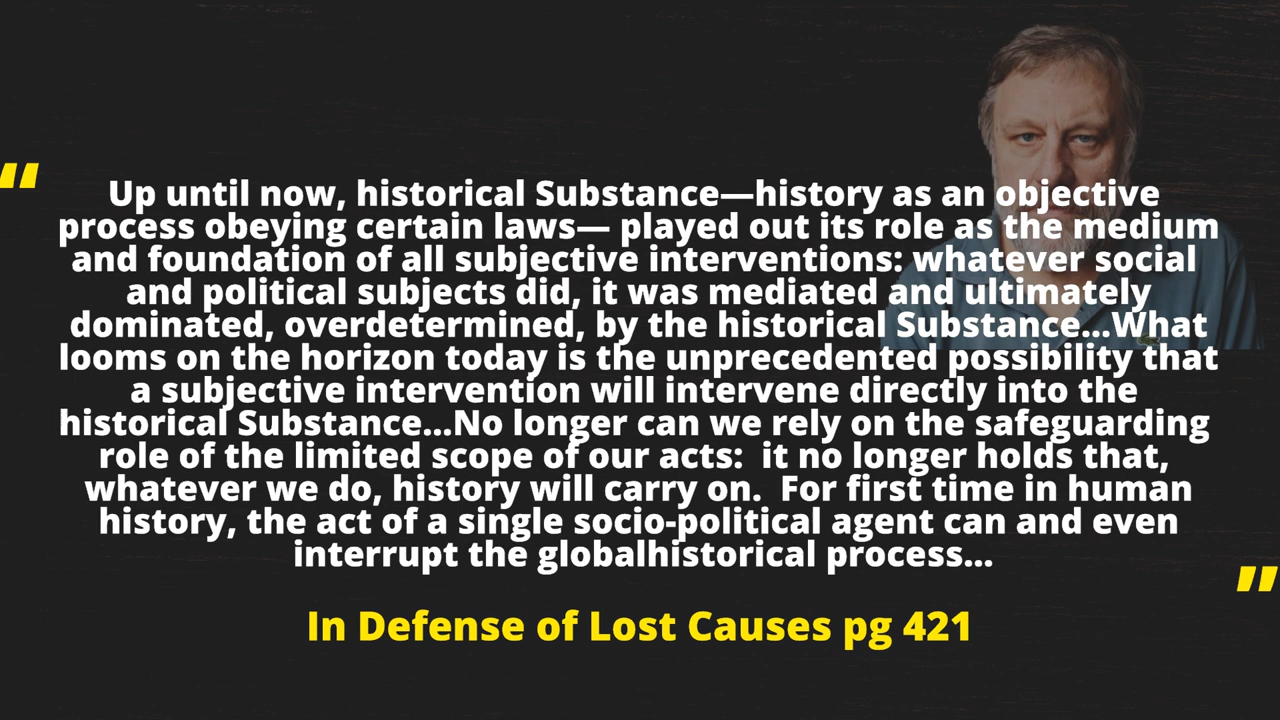 “
Up until now, historical Substance—history as an objective
process obeying certain laws— played out its role as the medium
and foundation of all subjective interventions: whatever social
and political subjects did, it was mediated and ultimately
dominated, overdetermined, by the historical Substance...What
looms on the horizon today is the unprecedented possibility that
a subjective intervention will intervene directly into the
historical Substance...No longer can we rely on the safeguarding
role of the limited scope of our acts:  it no longer holds that,
whatever we do, history will carry on.  For first time in human
history, the act of a single socio-political agent can and even
interrupt the globalhistorical process...
”
In Defense of Lost Causes pg 421